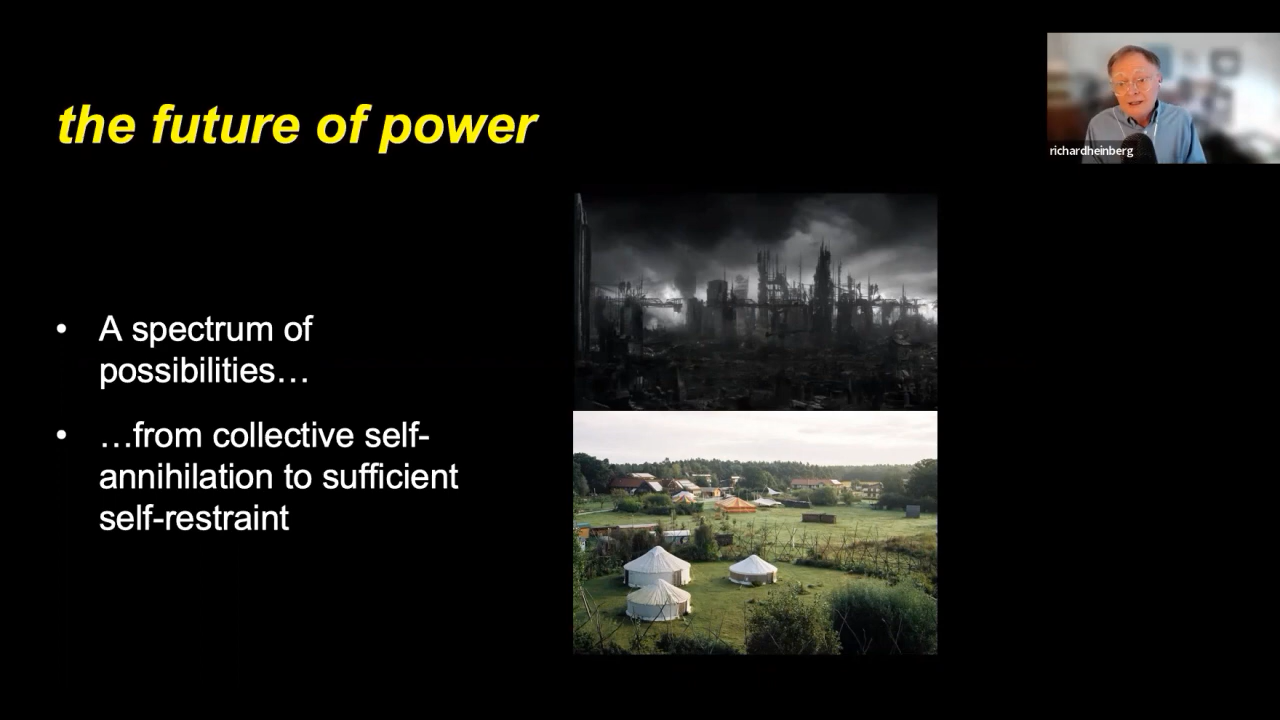 the future of power
richardheinberg
• A spectrum of
possibilities…
• …from collective self-
annihilation to sufficient
self-restraint